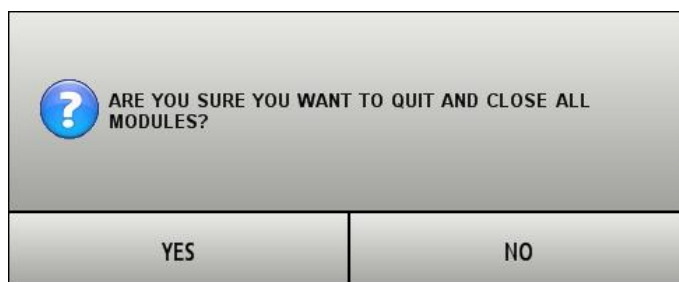 ARE YOU SURE YOU WANT TO QUIT AND CLOSE ALL
MODULES?
YES
NO